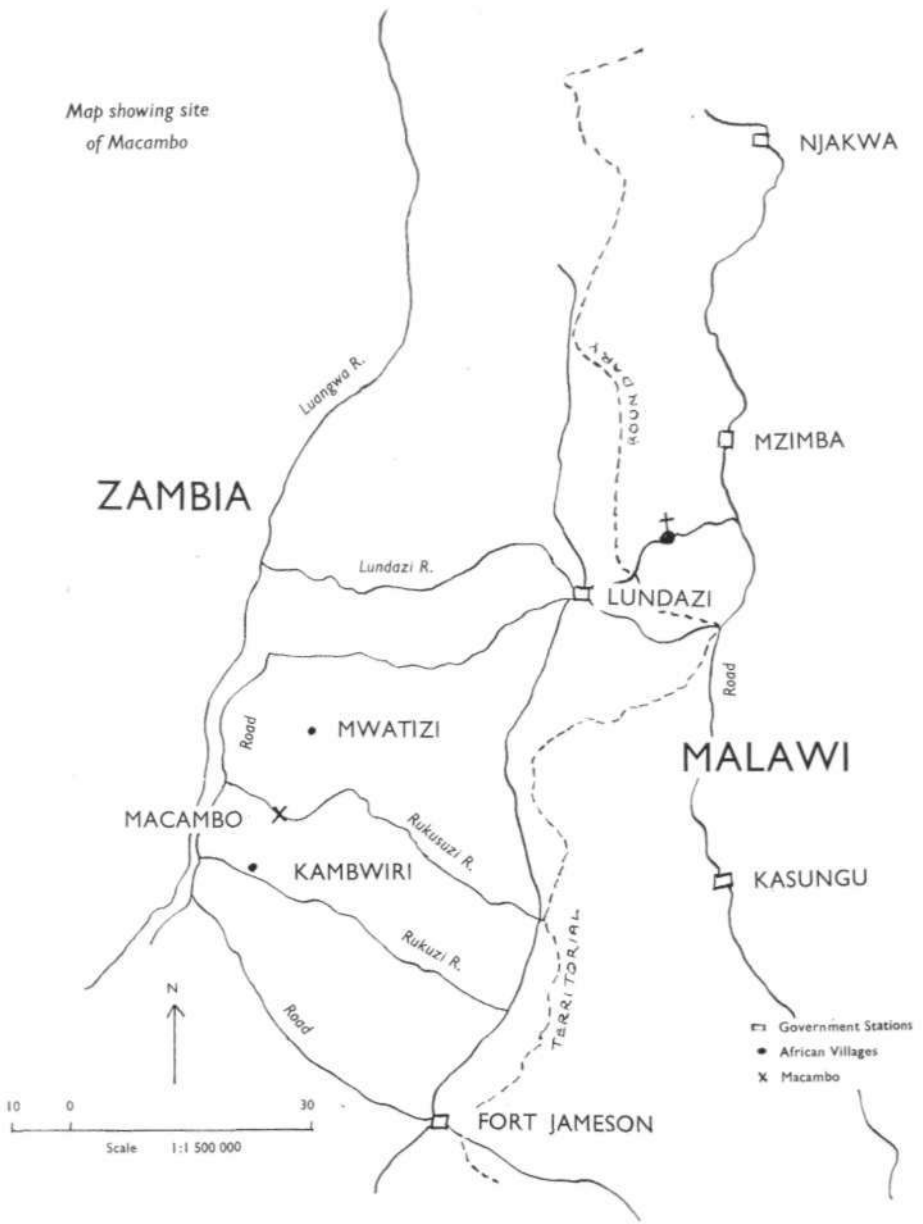 Map showing site
of Macambo
NJAKWA
Luangwa R.
BOUNDARY
MZIMBA
ZAMBIA
Lundazi R.
LUNDAZI
Road
Road
MWATIZI
MALAWI
MACAMBO
Rukusuzi R.
KAMBWIRI
KASUNGU
Rukuzi R.
TERRITORIAL
N
Road
Government Stations
African Villages
X Macambo
10 0 30
FORT JAMESON
Scale 1:1 500 000